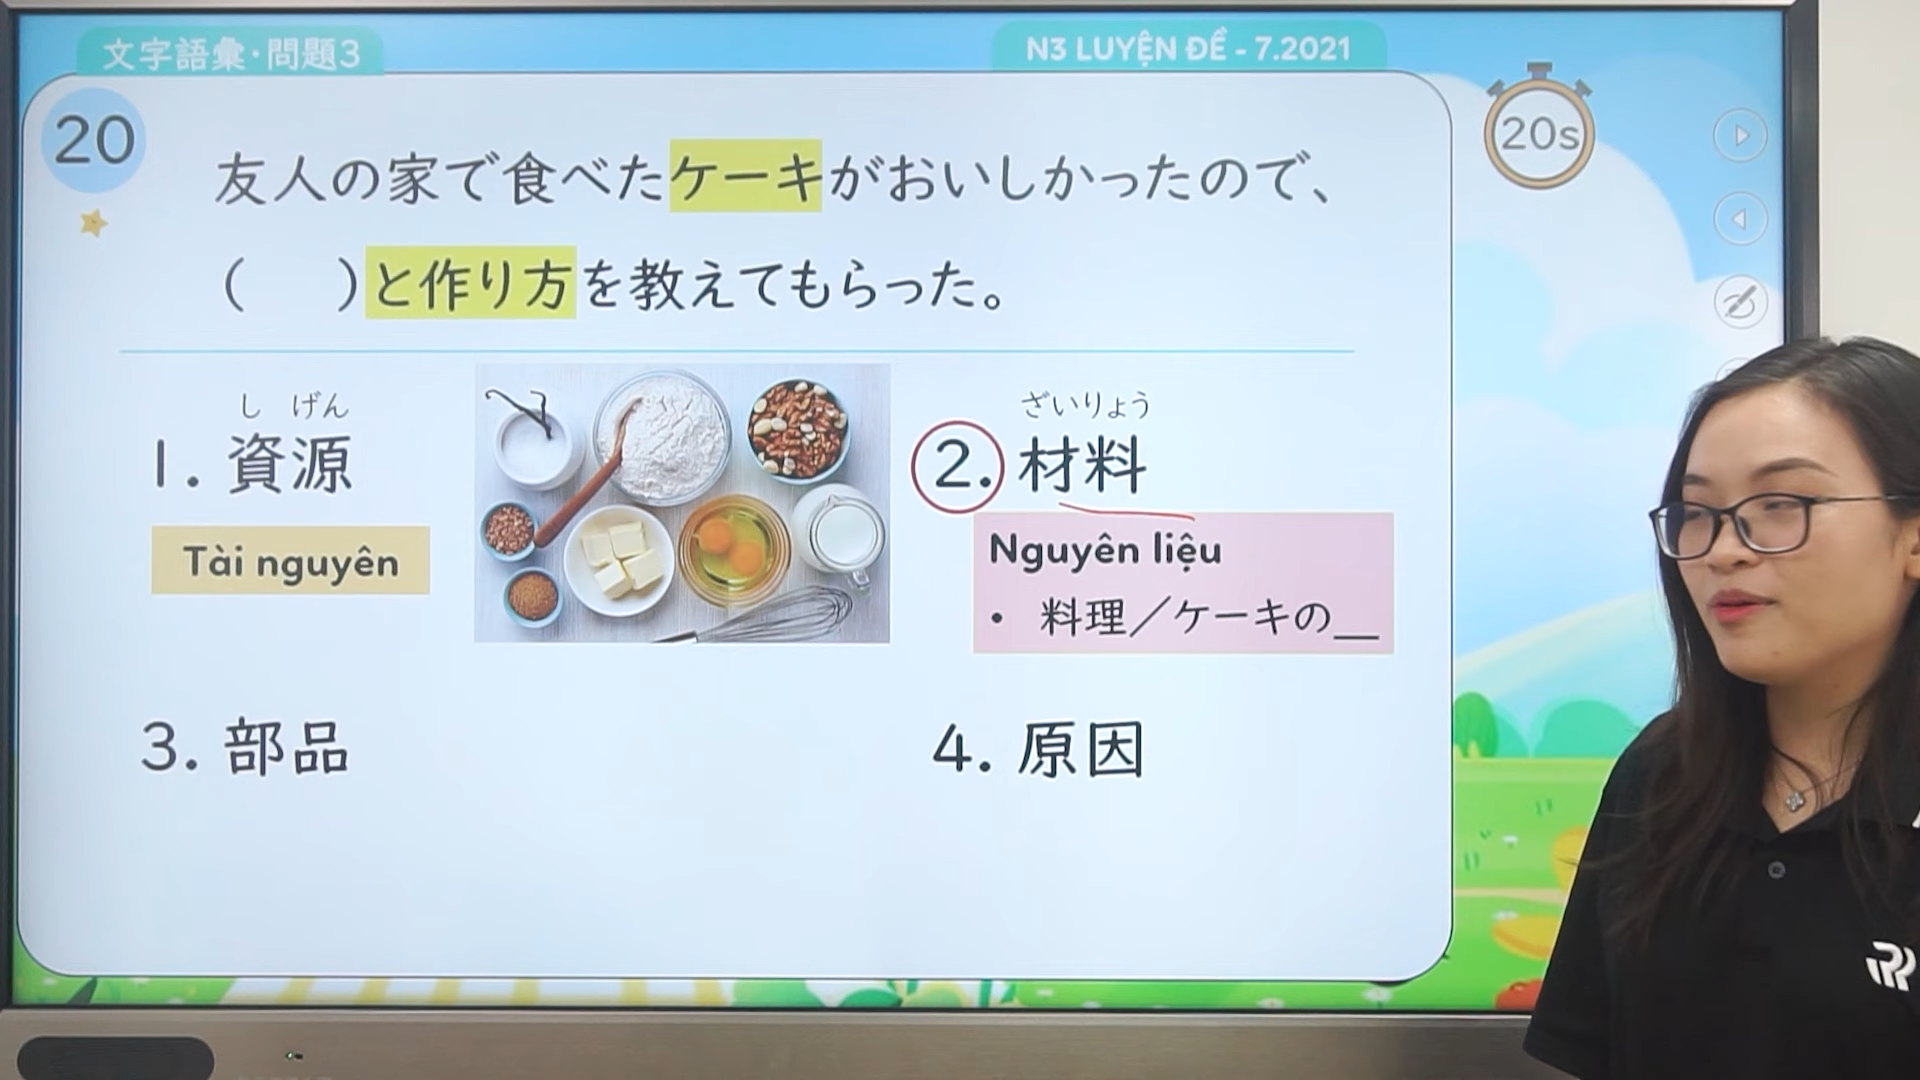 文字語彙・問題3
N3 LUYỆN ĐỀ - 7.2021
20
20s
友人の家で食べたケーキがおいしかったので、
(　　)と作り方を教えてもらった。
しげん
1. 資源
Tài nguyên
ざいりょう
2. 材料
Nguyên liệu
• 料理／ケーキの__
3. 部品
4. 原因